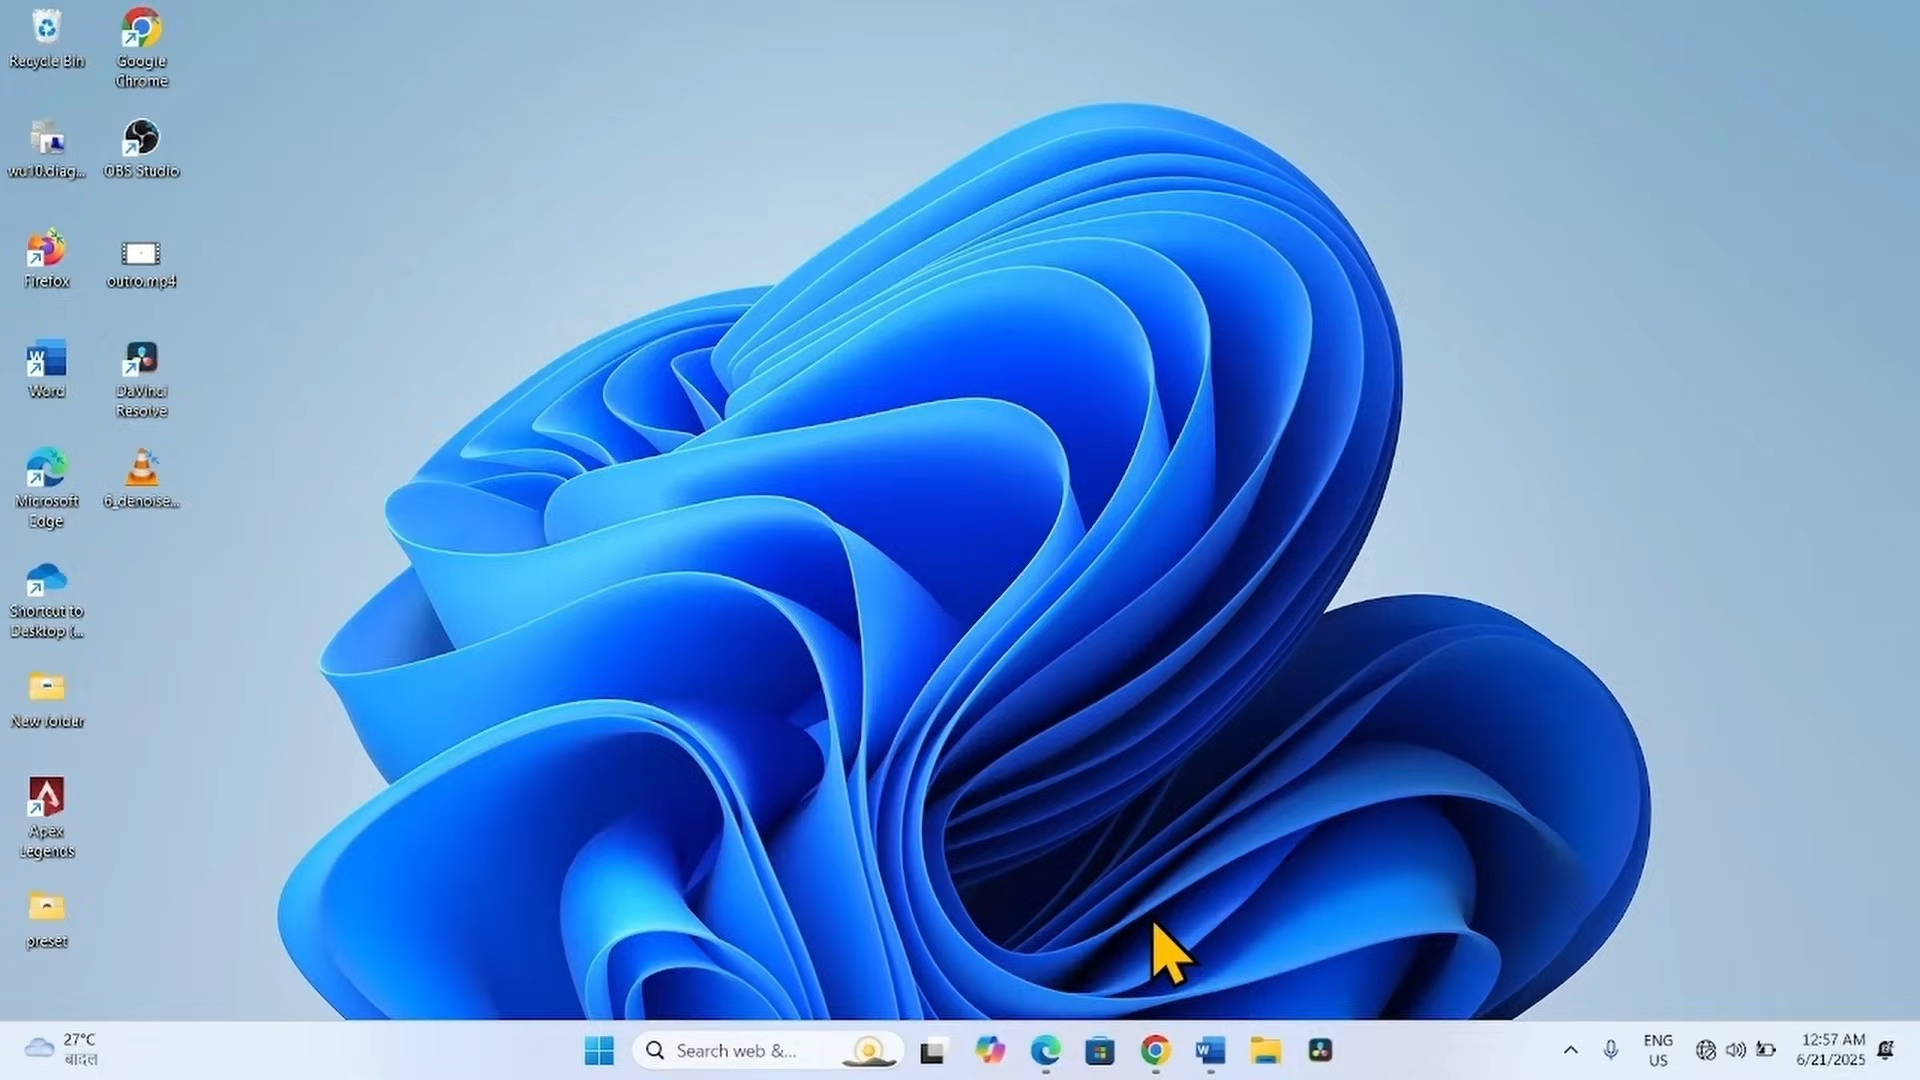 Recycle Bin
Google
Chrome
wu10.diag...
OBS Studio
Firefox
outro.mp4
Word
DaVinci
Resolve
Microsoft
Edge
6_denoise...
Shortcut to
Desktop (...
New folder
Apex
Legends
preset
27°C
बादल
Search web &...
ENG
US
12:57 AM
6/21/2025